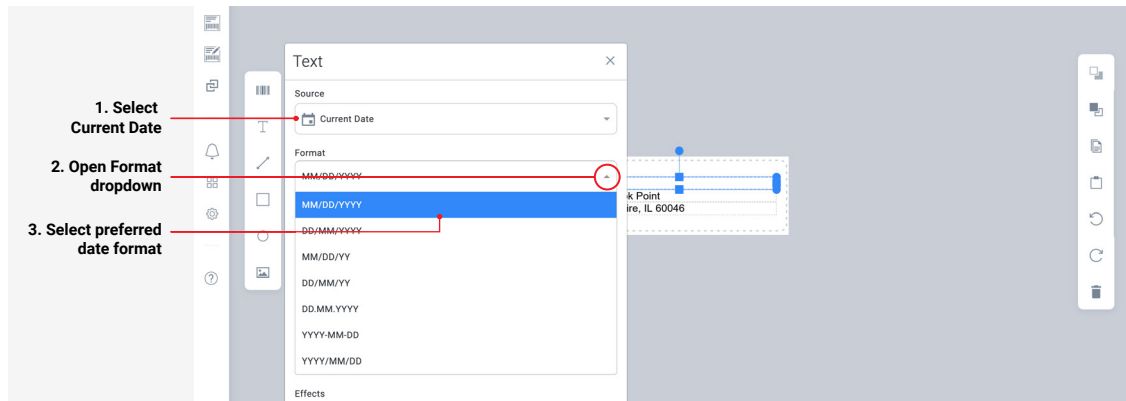 Text
Source
1. Select
Current Date
Current Date
Format
2. Open Format
dropdown
MM/DD/YYYY
MM/DD/YYYY
3. Select preferred
date format
DD/MM/YYYY
MM/DD/YY
DD/MM/YY
DD.MM.YYYY
YYYY-MM-DD
YYYY/MM/DD
Effects
k Point
ire, IL 60046